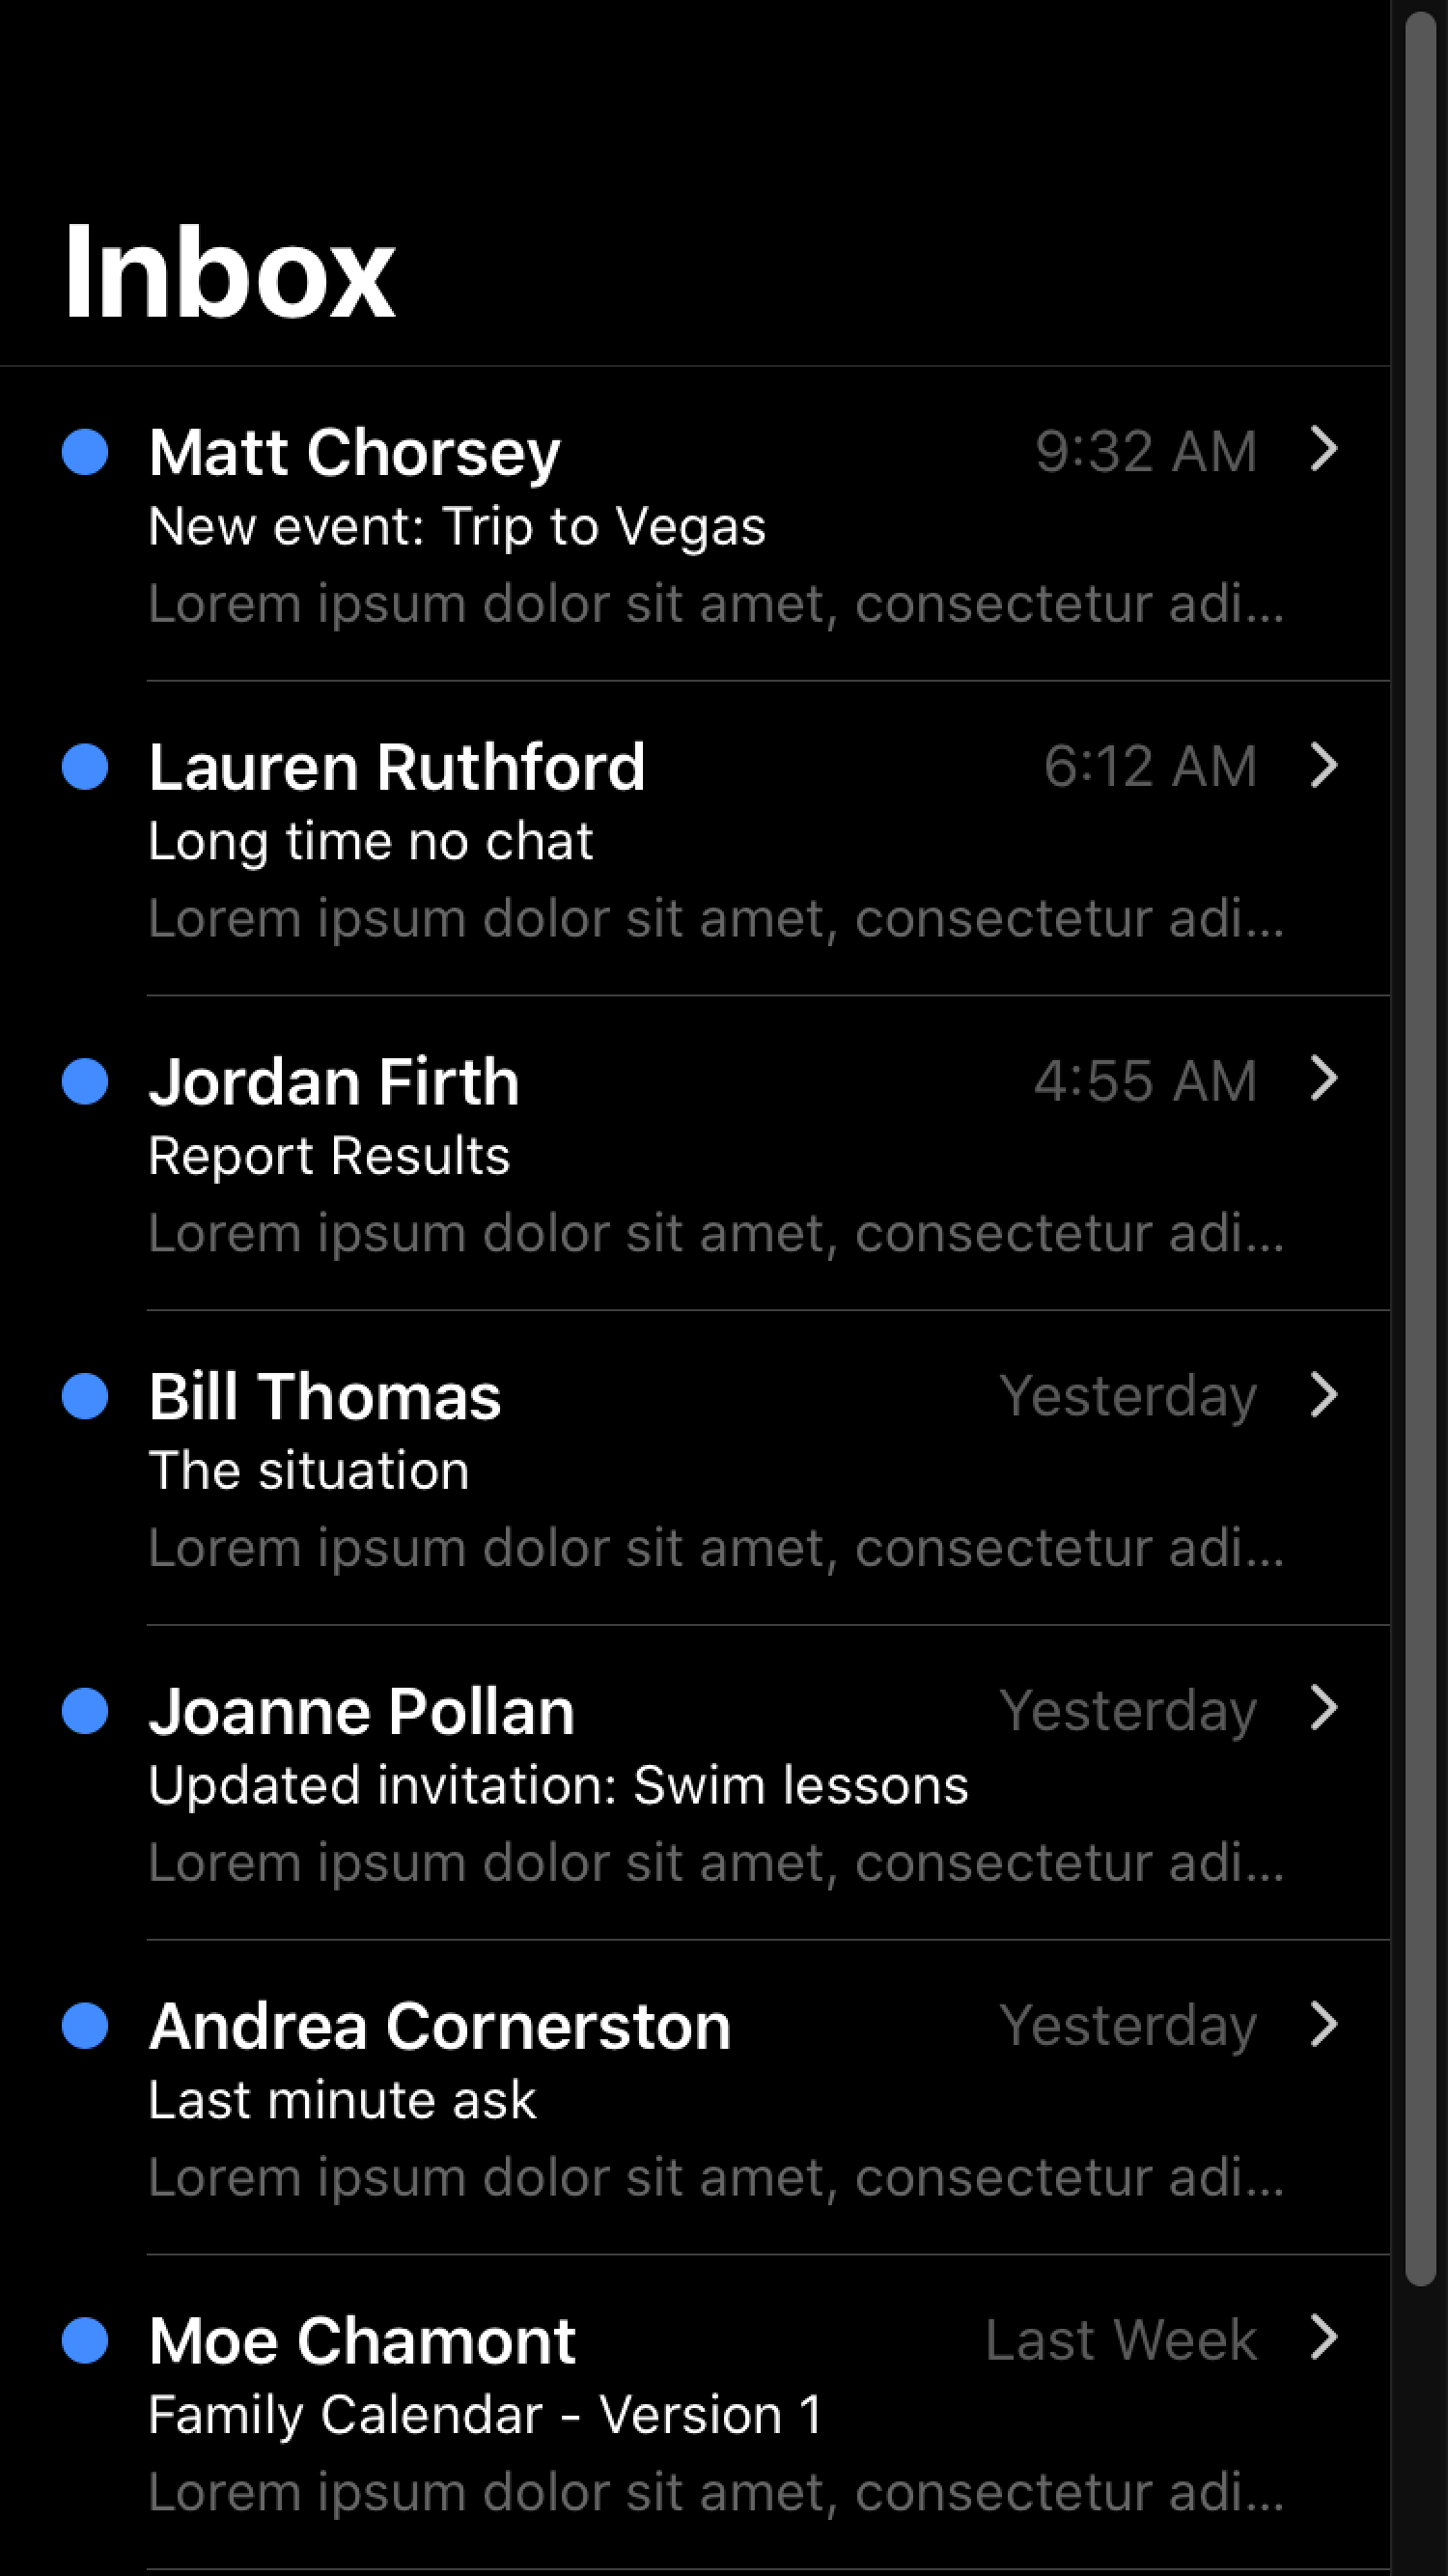 Inbox
Matt Chorsey 9:32 AM
New event: Trip to Vegas
Lorem ipsum dolor sit amet, consectetur adi...
Lauren Ruthford 6:12 AM
Long time no chat
Lorem ipsum dolor sit amet, consectetur adi...
Jordan Firth 4:55 AM
Report Results
Lorem ipsum dolor sit amet, consectetur adi...
Bill Thomas Yesterday
The situation
Lorem ipsum dolor sit amet, consectetur adi...
Joanne Pollan Yesterday
Updated invitation: Swim lessons
Lorem ipsum dolor sit amet, consectetur adi...
Andrea Cornerston Yesterday
Last minute ask
Lorem ipsum dolor sit amet, consectetur adi...
Moe Chamont Last Week
Family Calendar - Version 1
Lorem ipsum dolor sit amet, consectetur adi...